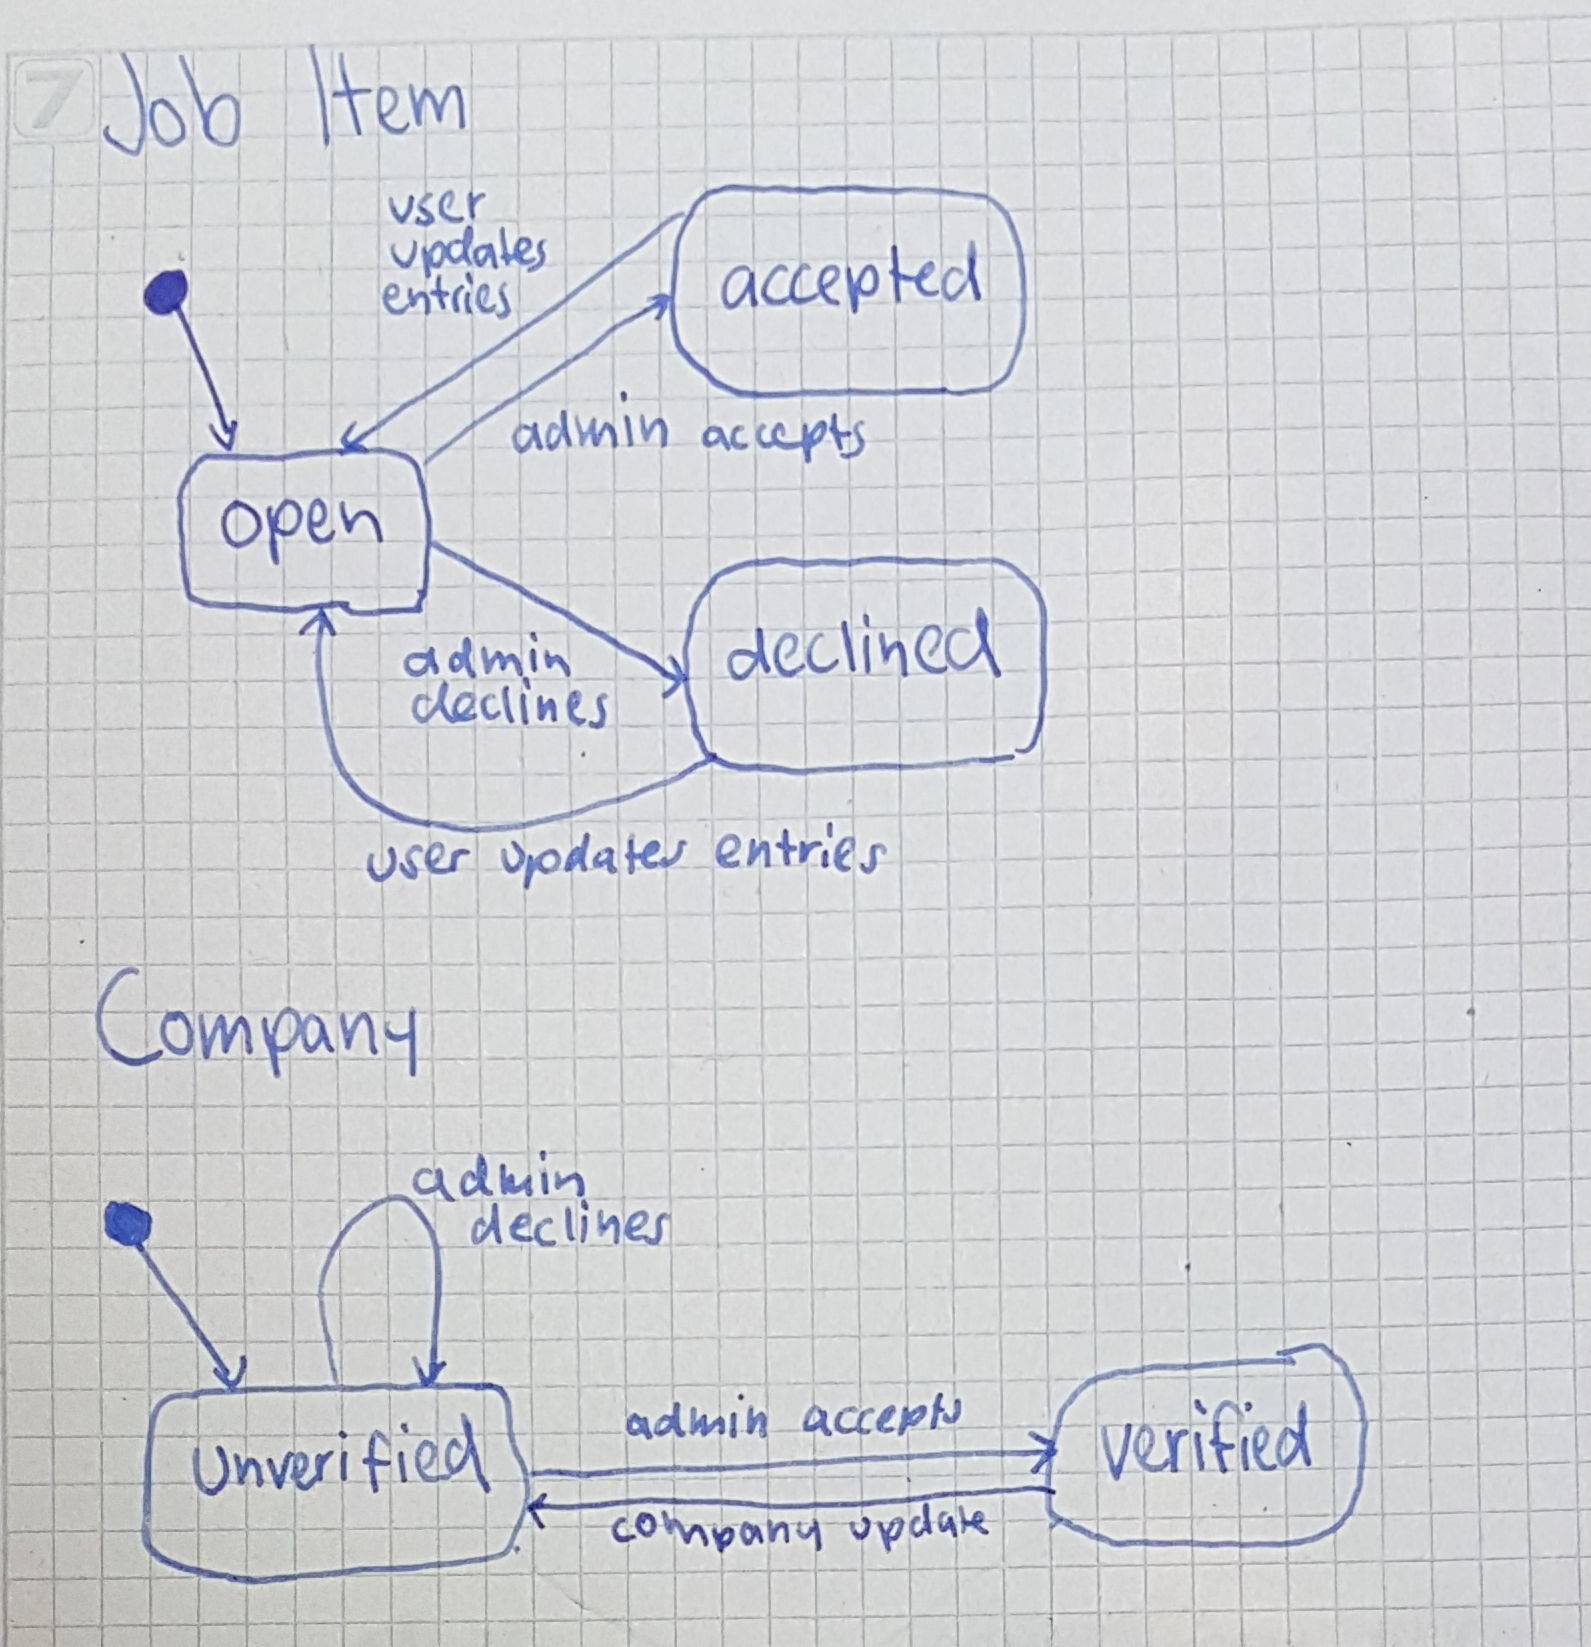 7
Job Item
user
updates
entries
accepted
admin accepts
open
admin
declines
declined
user updates entries
Company
admin
declines
unverified
admin accepts
verified
company update